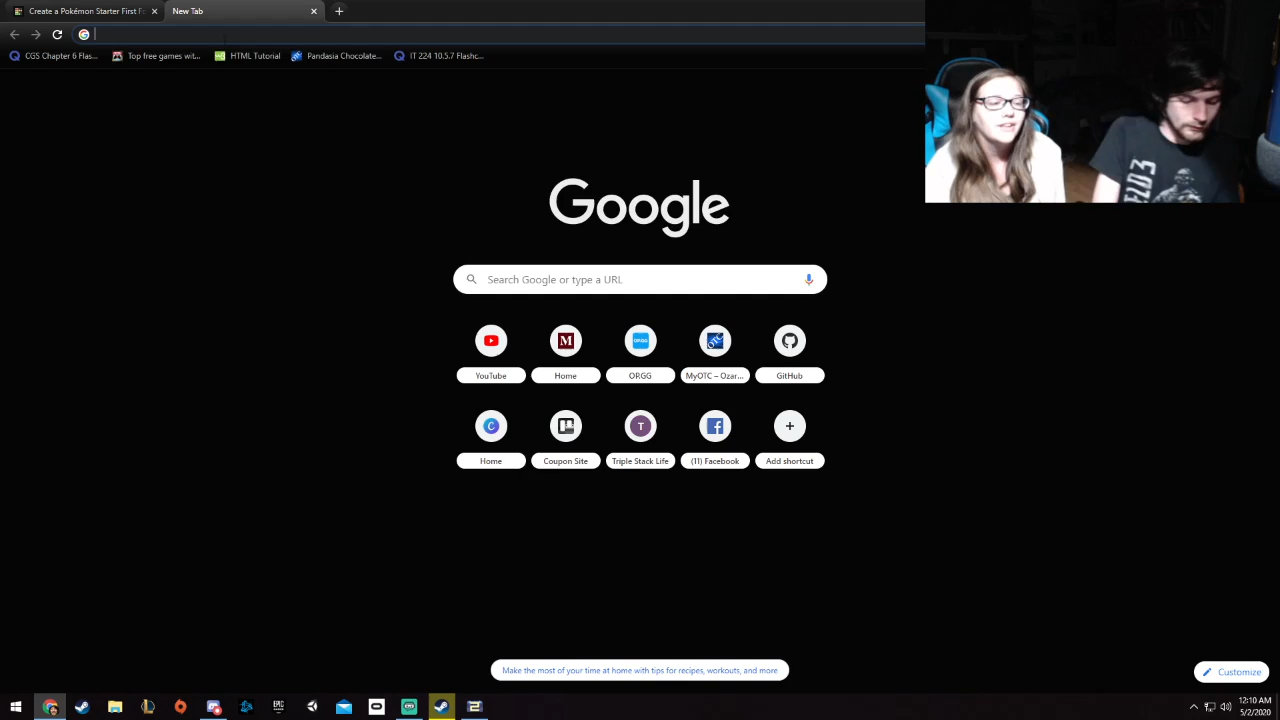 Create a Pokémon Starter First F
New Tab
CGS Chapter 6 Flas...
Top free games wit...
HTML Tutorial
Pandasia Chocolate...
IT 224 10.5.7 Flashc...
Google
Search Google or type a URL
M
ORGG
OTC
YouTube
Home
ORGG
MyOTC – Ozar...
GitHub
C
T
Home
Coupon Site
Triple Stack Life
(11) Facebook
Add shortcut
Make the most of your time at home with tips for recipes, workouts, and more
Customize
EPIC
12:10 AM
5/2/2020